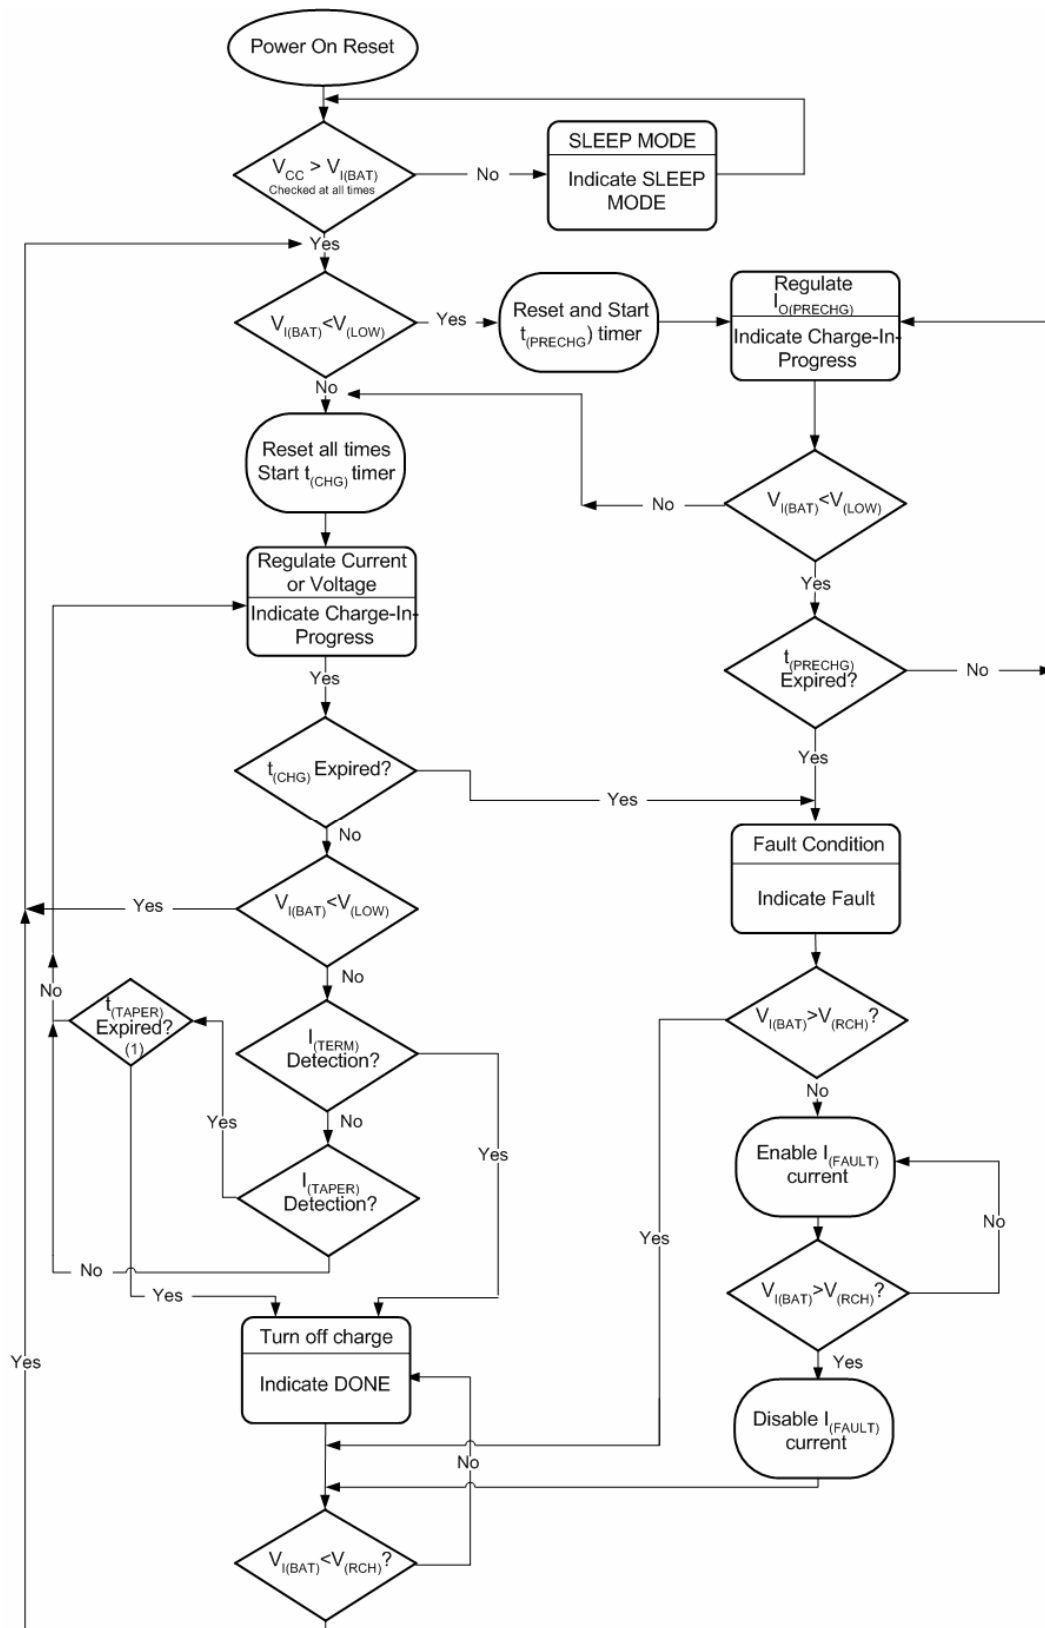 Power On Reset
V_CC > V_I(BAT)
Checked at all times
No
SLEEP MODE
Indicate SLEEP
MODE
Yes
V_I(BAT)<V_(LOW)
Yes
Reset and Start
t_(PRECHG) timer
Regulate
I_O(PRECHG)
Indicate Charge-In-
Progress
No
Reset all times
Start t_(CHG) timer
V_I(BAT)<V_(LOW)
No
Yes
Regulate Current
or Voltage
Indicate Charge-In-
Progress
Yes
t_(PRECHG)
Expired?
No
Yes
t_(CHG) Expired?
Yes
No
Fault Condition
Indicate Fault
V_I(BAT)<V_(LOW)
Yes
No
t_(TAPER)
Expired?
(1)
No
I_(TERM)
Detection?
Yes
No
V_I(BAT)>V_(RCH)?
Yes
No
I_(TAPER)
Detection?
Yes
No
Yes
Enable I_(FAULT)
current
No
V_I(BAT)>V_(RCH)?
Yes
Turn off charge
Indicate DONE
Yes
Disable I_(FAULT)
current
No
V_I(BAT)<V_(RCH)?